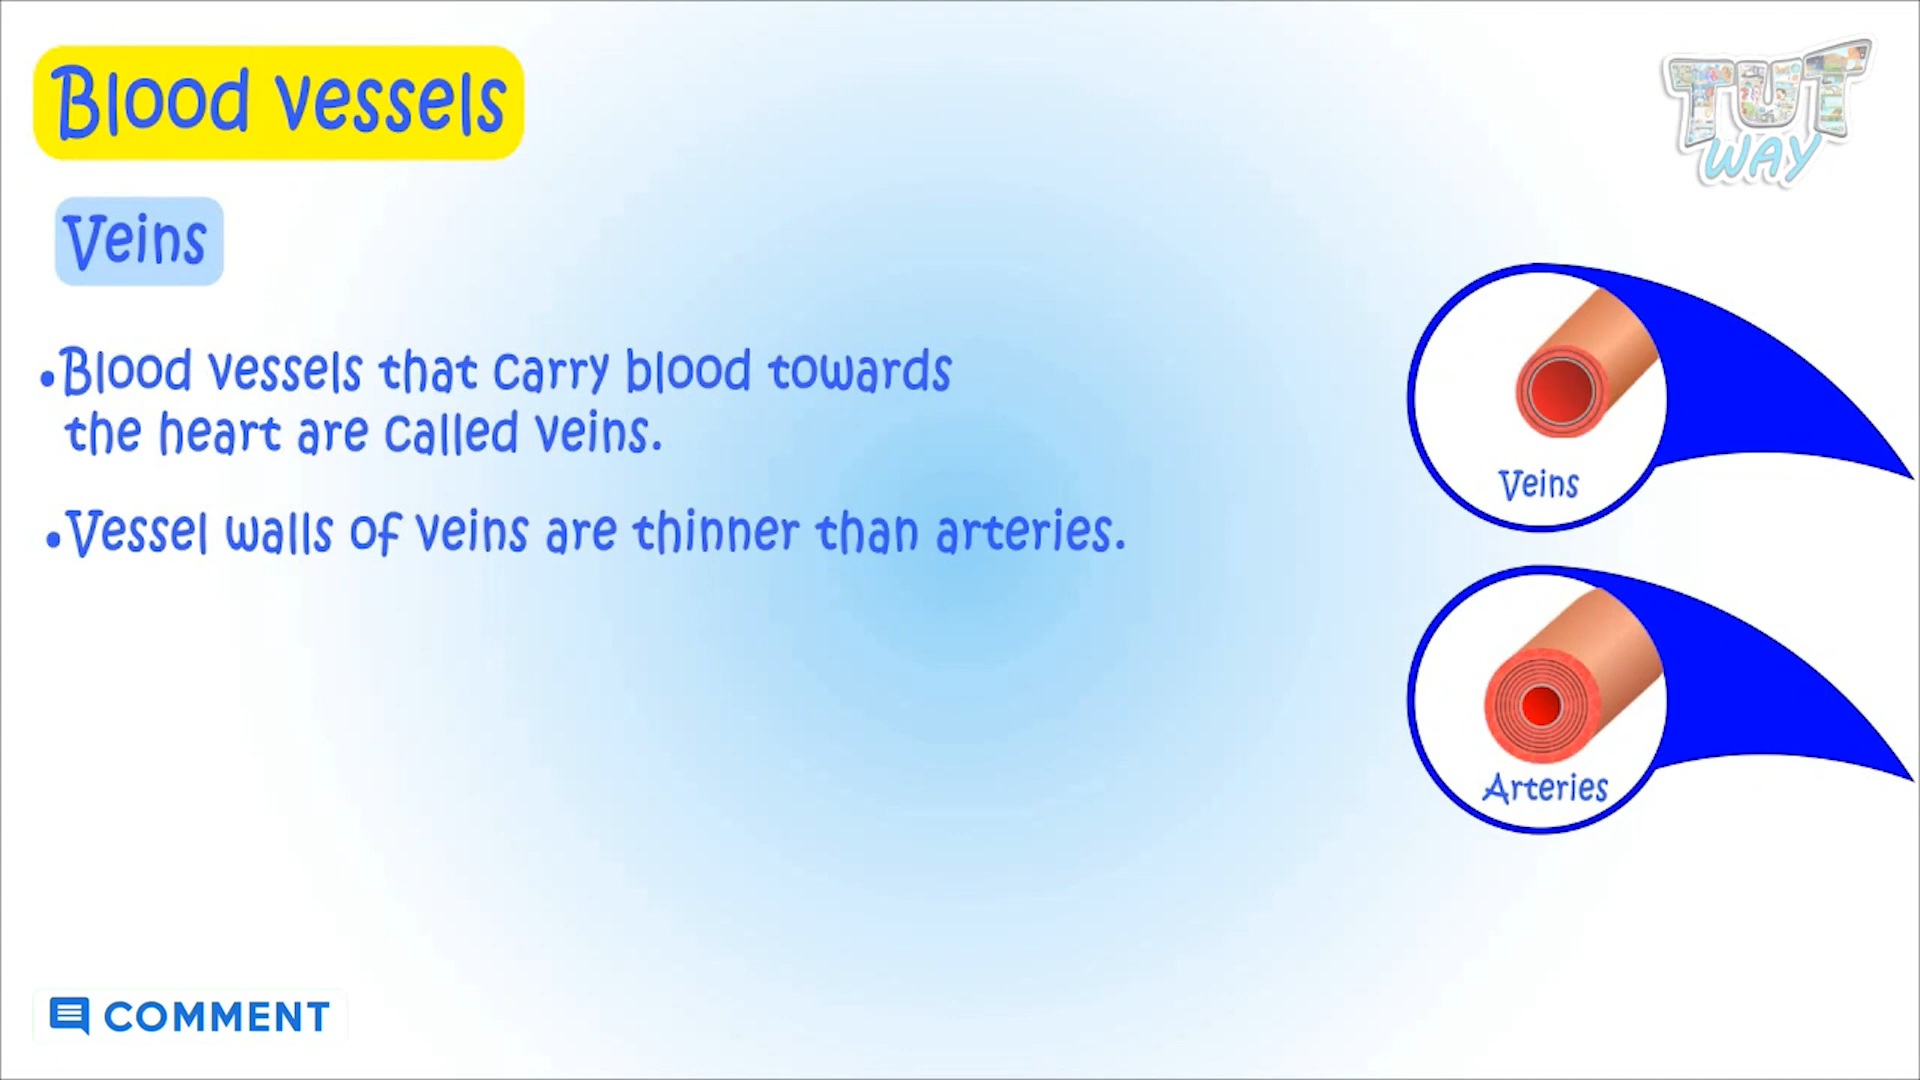 Blood vessels
TUT
WAY
Veins
•Blood vessels that carry blood towards
the heart are called veins.
•Vessel walls of veins are thinner than arteries.
Veins
Arteries
COMMENT